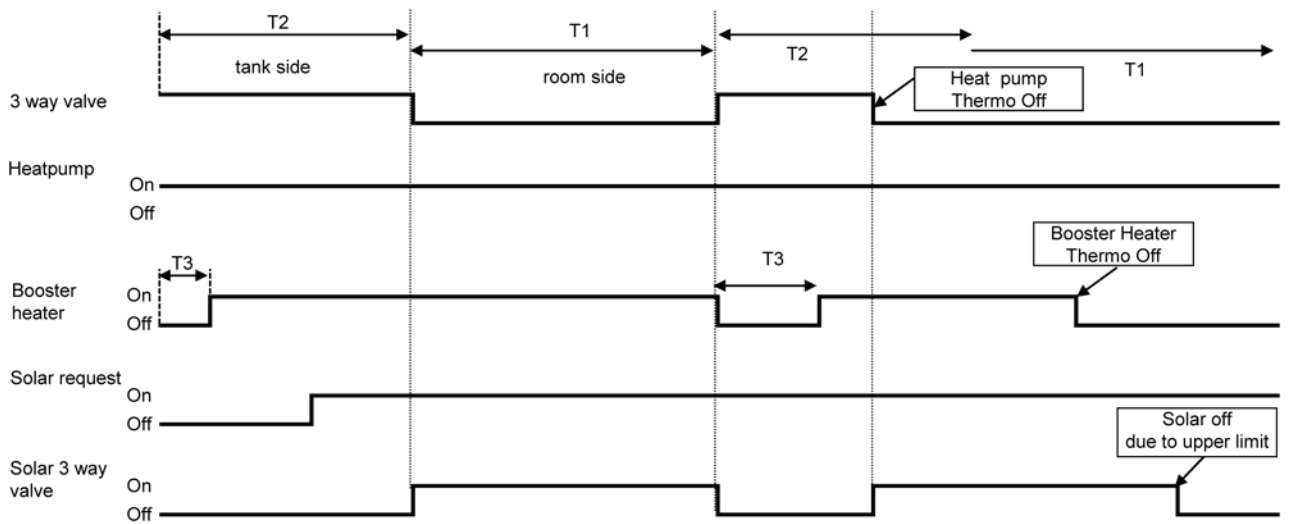 T2
T1
T2
T1
tank side
room side
Heat pump
Thermo Off
3 way valve
Heatpump
On
Off
Booster Heater
Thermo Off
T3
T3
Booster
heater
On
Off
Solar request
On
Off
Solar off
due to upper limit
Solar 3 way
valve
On
Off